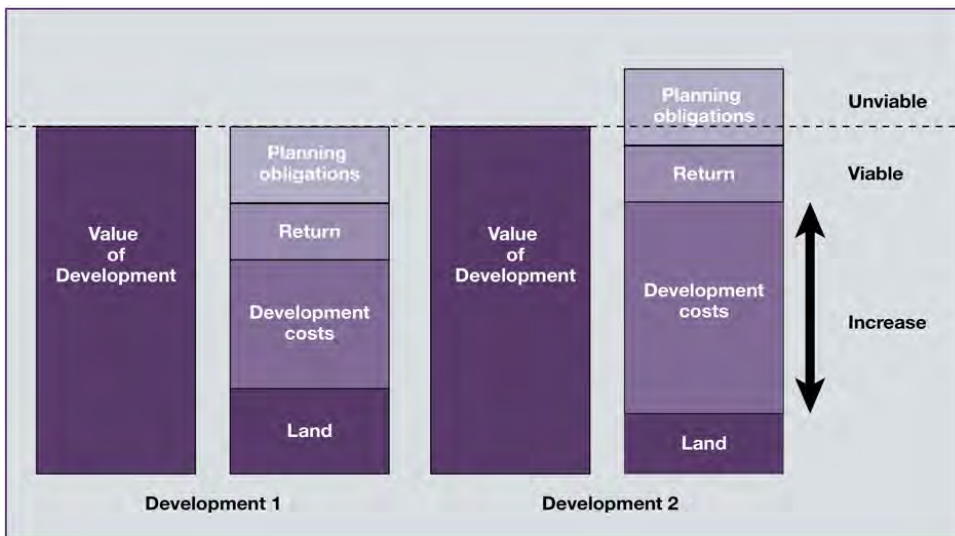 Value
of
Development
Planning
obligations
Return
Development
costs
Land
Development 1
Value
of
Development
Planning
obligations
Return
Development
costs
Land
Development 2
Unviable
Viable
Increase